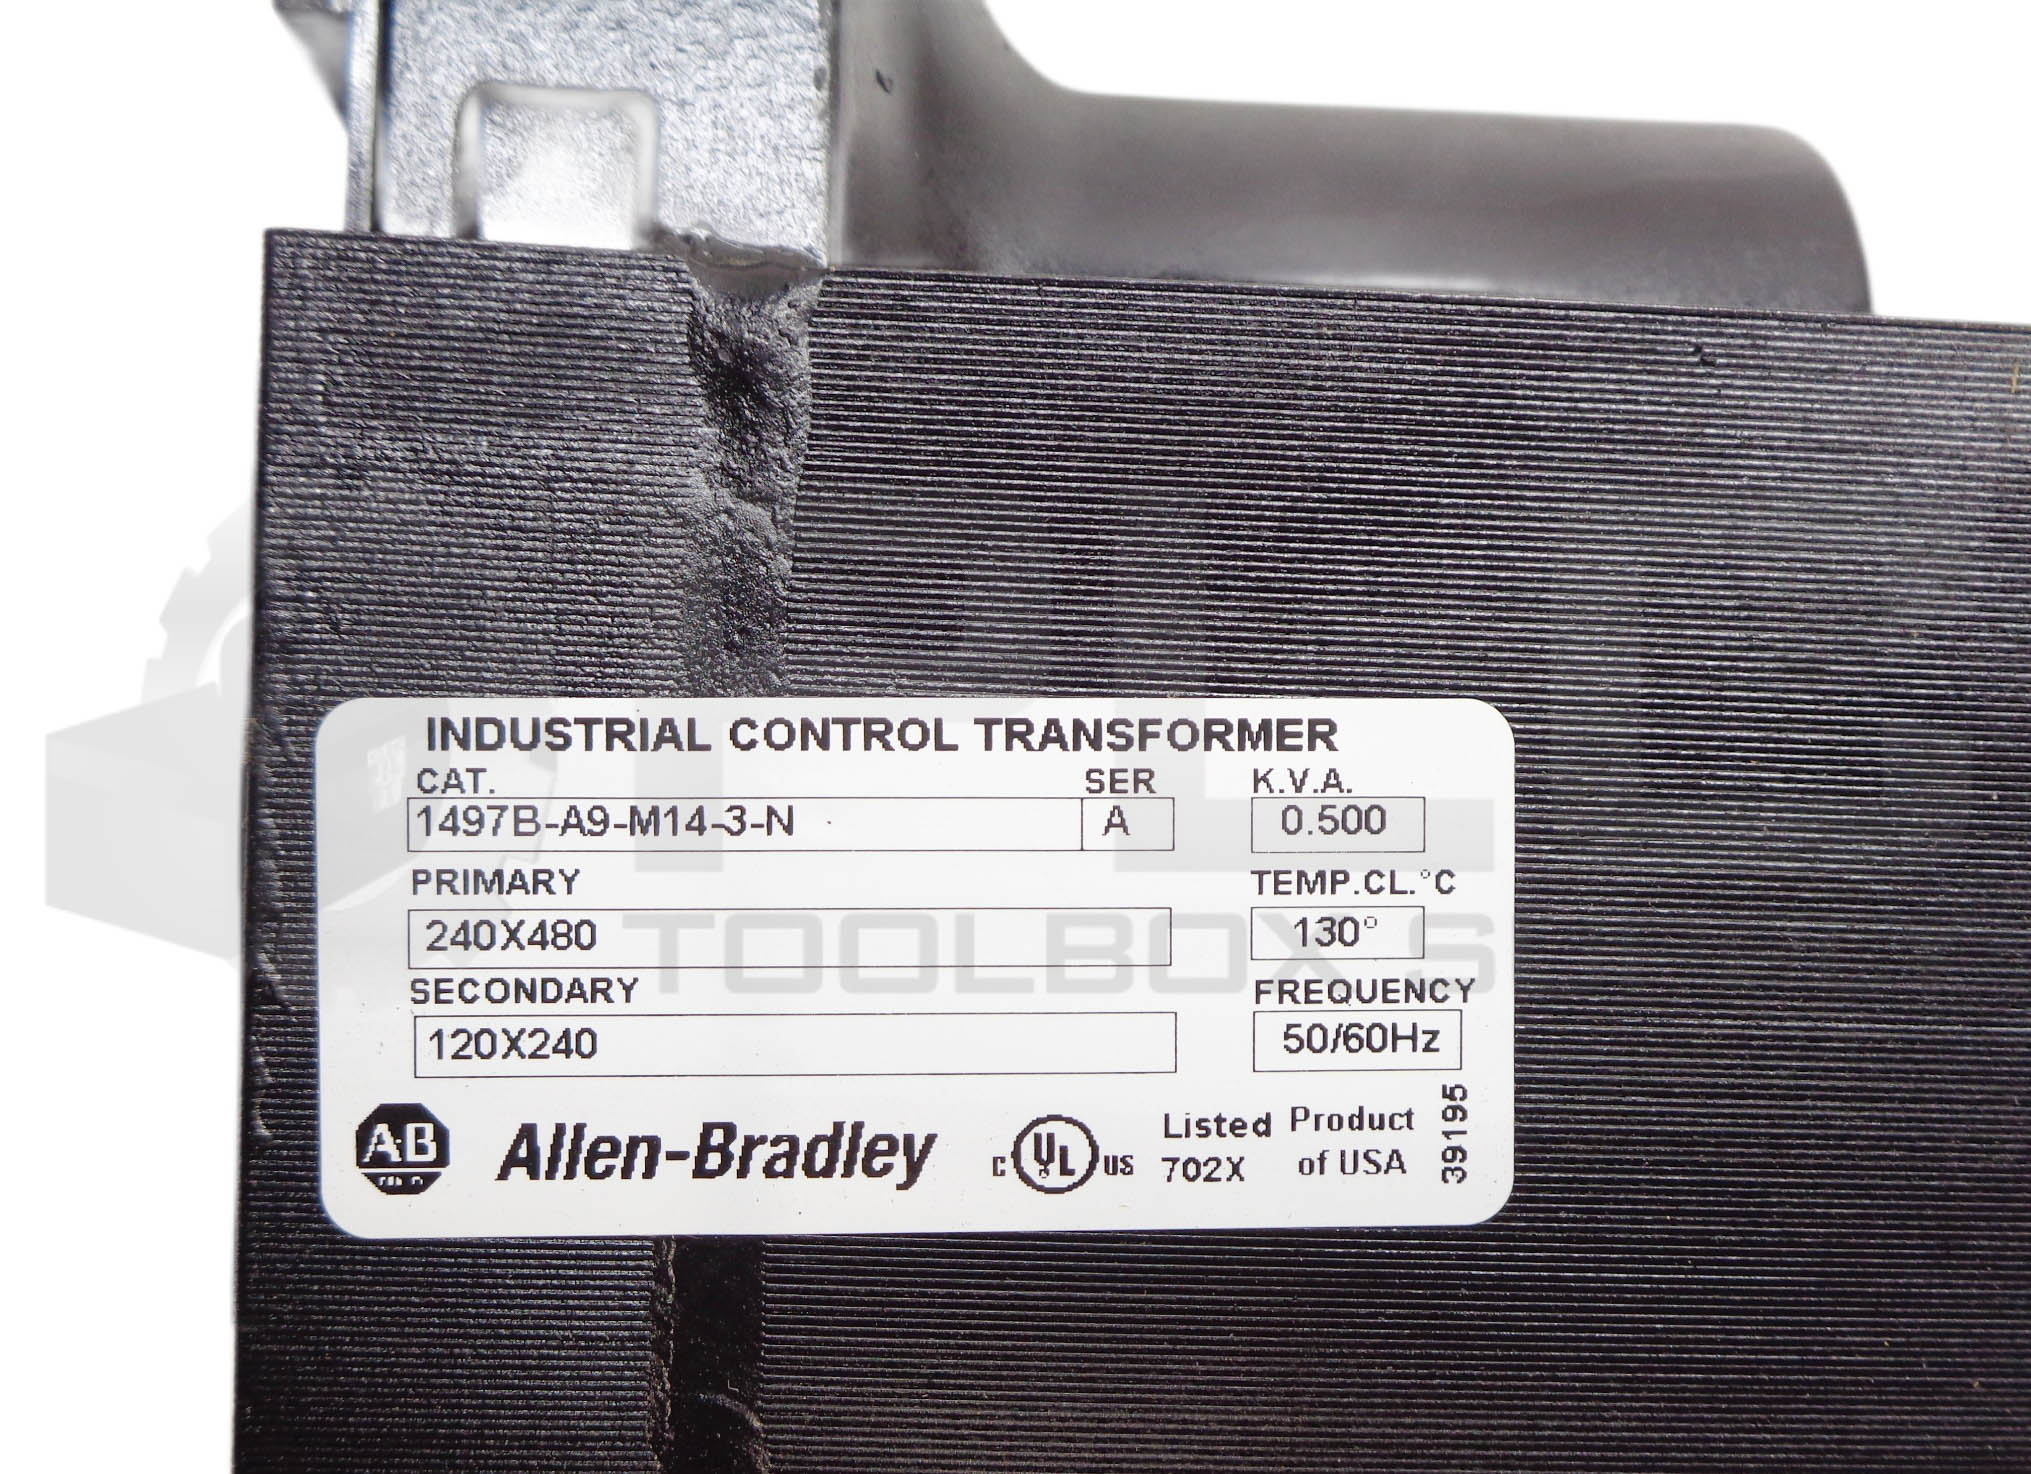 INDUSTRIAL CONTROL TRANSFORMER
CAT. SER K.V.A.
1497B-A9-M14-3-N A 0.500
PRIMARY TEMP.CL.°C
240X480 130°
SECONDARY FREQUENCY
120X240 50/60Hz
AB Allen-Bradley C UL US Listed 702X Product of USA
39195
PLC
TOOLBOX'S